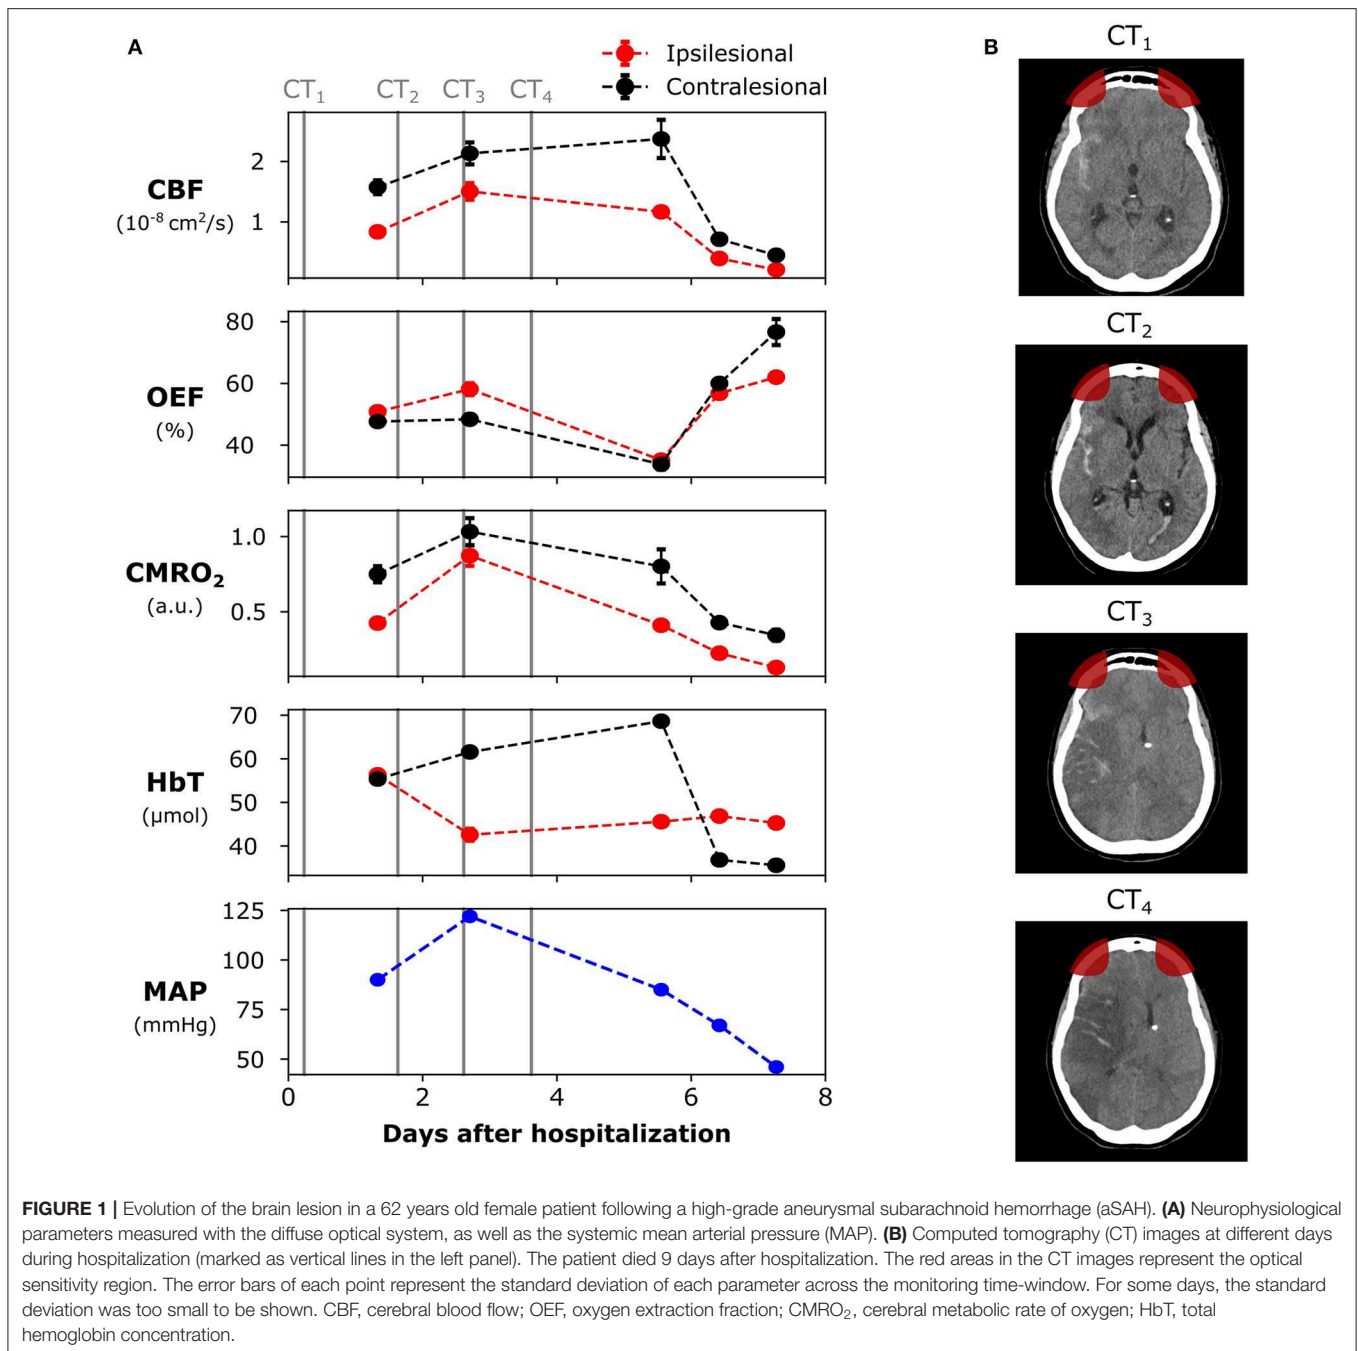 A
Ipsilesional
Contralesional
CT1 CT2 CT3 CT4
CBF
(10-8 cm2/s)
2
1
OEF
(%)
80
60
40
CMRO2
(a.u.)
1.0
0.5
HbT
(μmol)
70
60
50
40
MAP
(mmHg)
125
100
75
50
0 2 4 6 8
Days after hospitalization
B
CT1
CT2
CT3
CT4
FIGURE 1 | Evolution of the brain lesion in a 62 years old female patient following a high-grade aneurysmal subarachnoid hemorrhage (aSAH). (A) Neurophysiological
parameters measured with the diffuse optical system, as well as the systemic mean arterial pressure (MAP). (B) Computed tomography (CT) images at different days
during hospitalization (marked as vertical lines in the left panel). The patient died 9 days after hospitalization. The red areas in the CT images represent the optical
sensitivity region. The error bars of each point represent the standard deviation of each parameter across the monitoring time-window. For some days, the standard
deviation was too small to be shown. CBF, cerebral blood flow; OEF, oxygen extraction fraction; CMRO2, cerebral metabolic rate of oxygen; HbT, total
hemoglobin concentration.